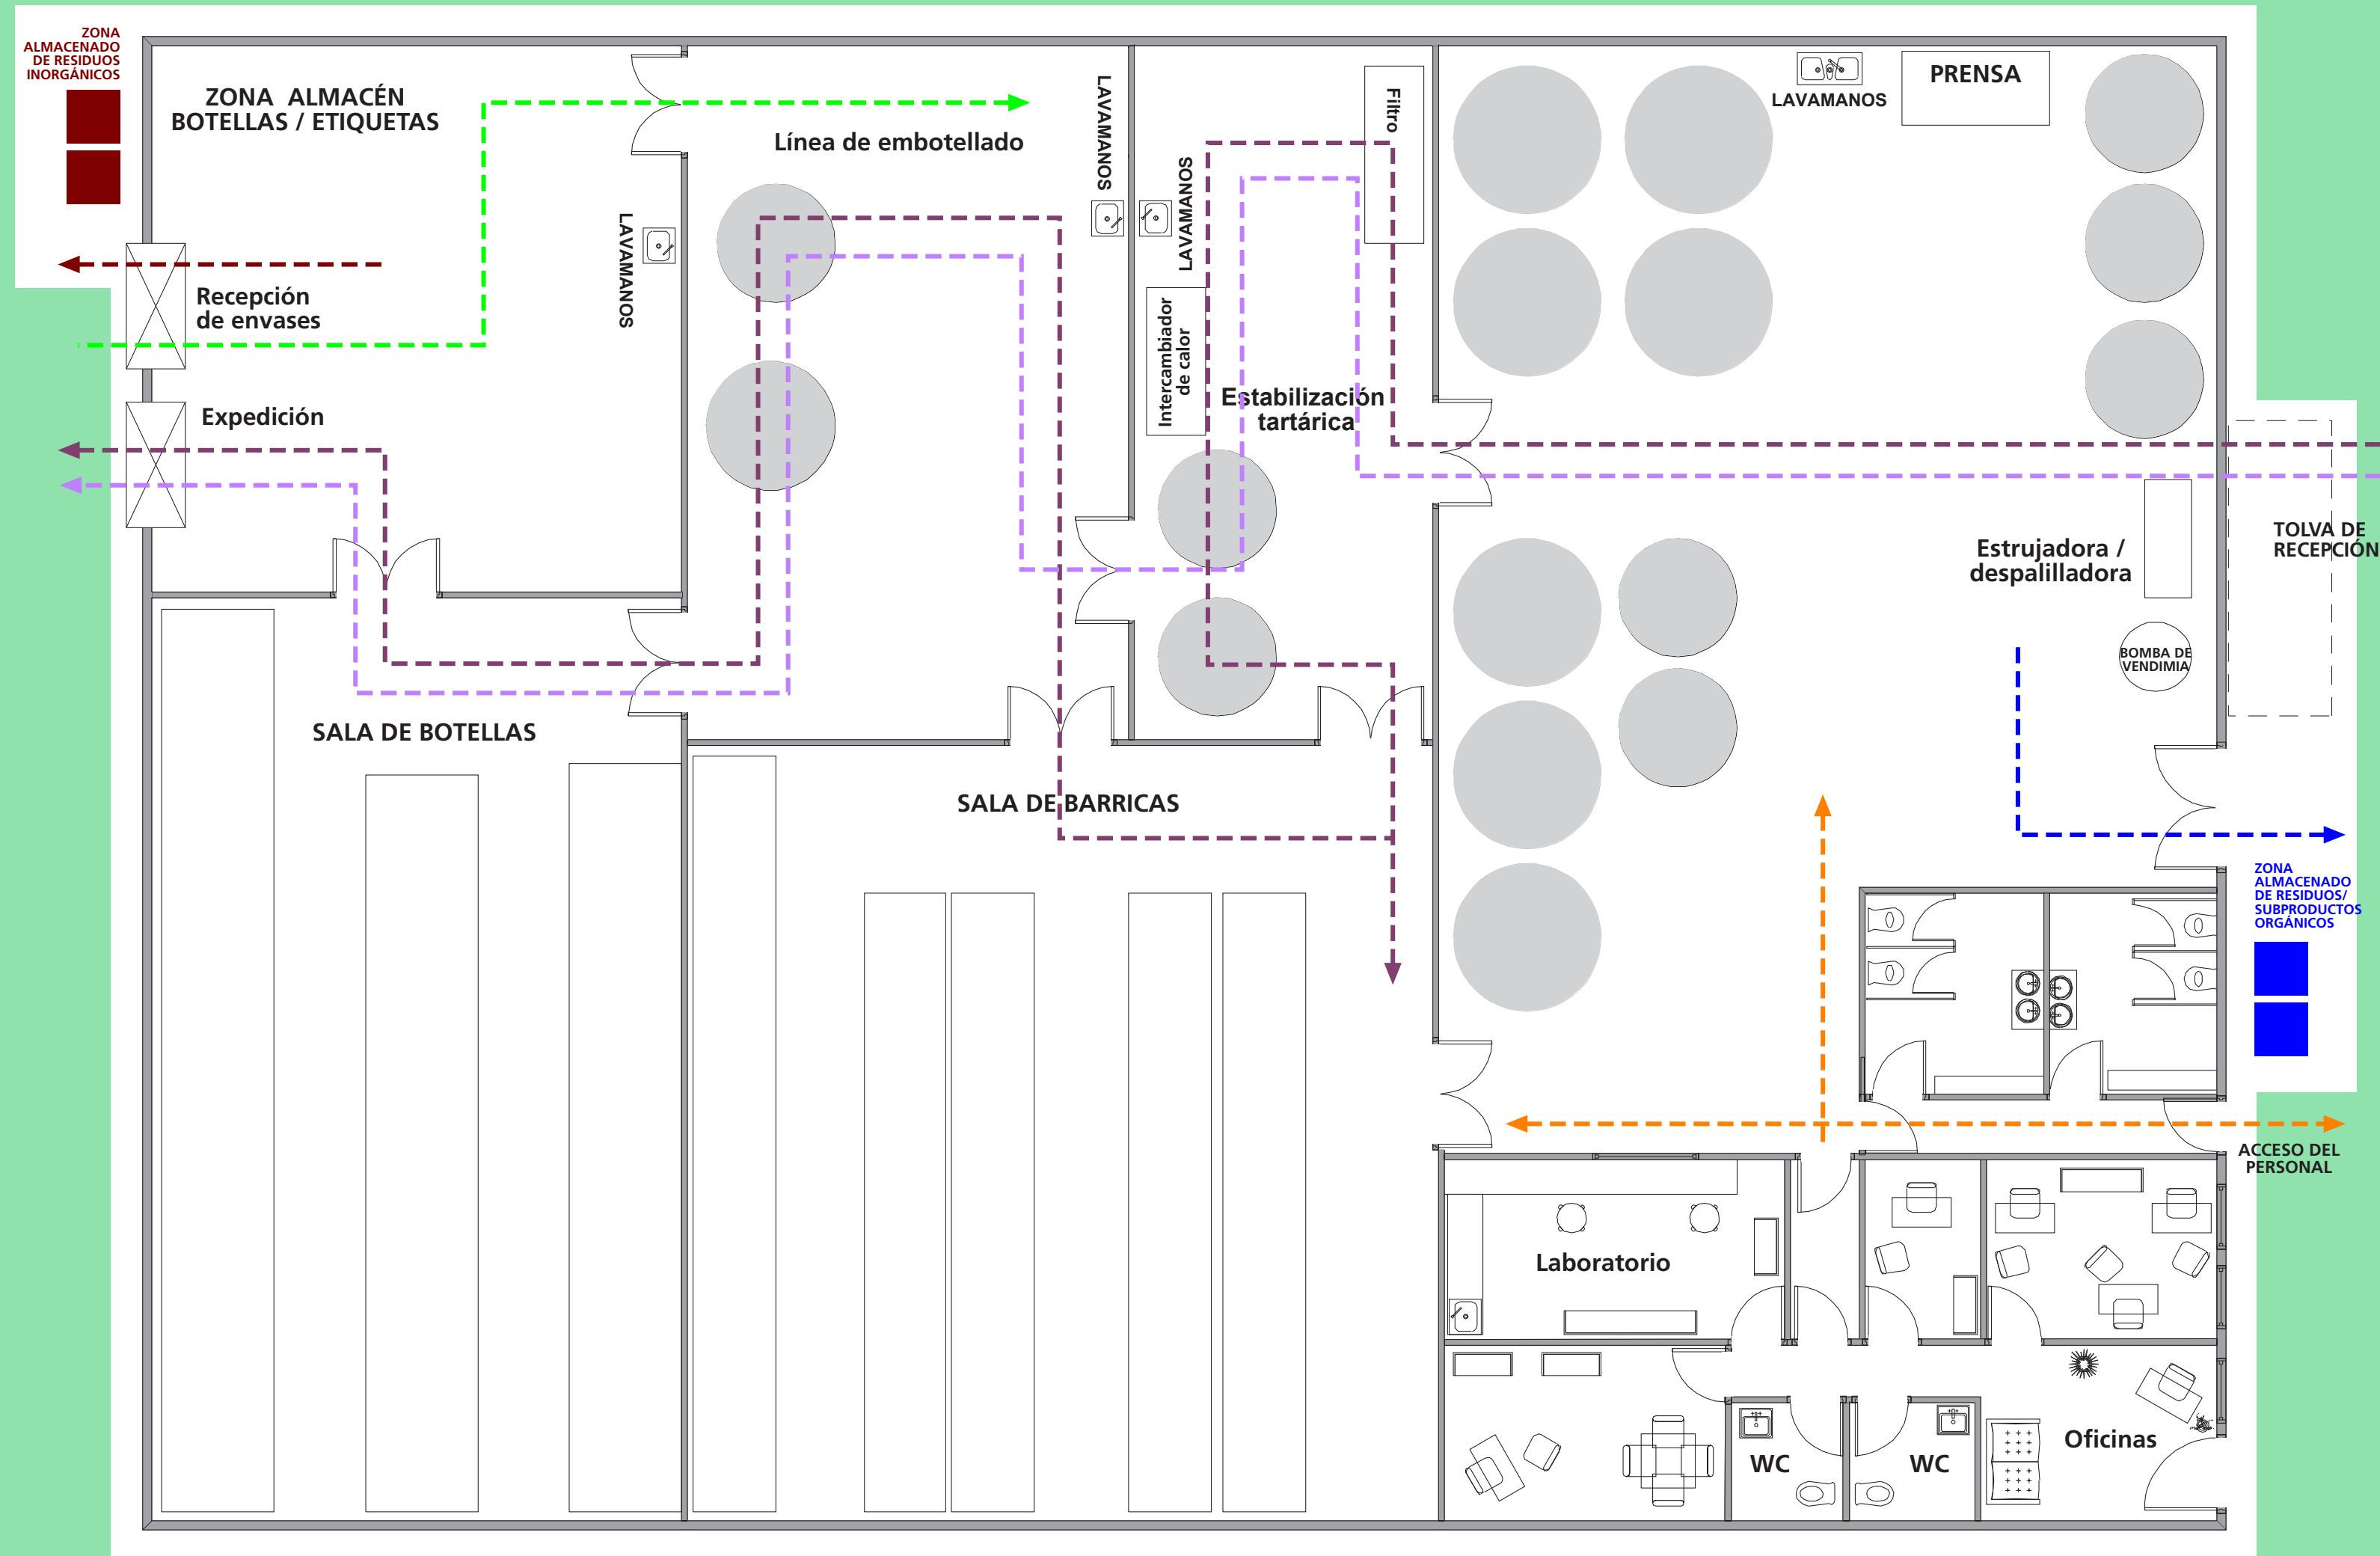 ZONA
ALMACENADO
DE RESIDUOS
INORGÁNICOS
ZONA  ALMACÉN
BOTELLAS / ETIQUETAS
LAVAMANOS
Recepción
de envases
Expedición
Línea de embotellado
LAVAMANOS
LAVAMANOS
Filtro
Intercambiador
de calor
Estabilización
tartárica
LAVAMANOS
PRENSA
Estrujadora /
despalilladora
TOLVA DE
RECEPCIÓN
BOMBA DE
VENDIMIA
SALA DE BOTELLAS
SALA DE BARRICAS
ZONA
ALMACENADO
DE RESIDUOS/
SUBPRODUCTOS
ORGÁNICOS
ACCESO DEL
PERSONAL
Laboratorio
WC
WC
Oficinas